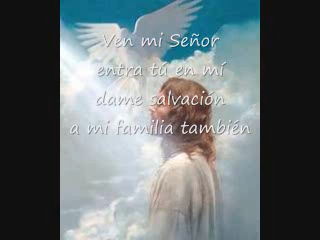 Ven mi Señor
entra tú en mí
dame salvación
a mi familia también